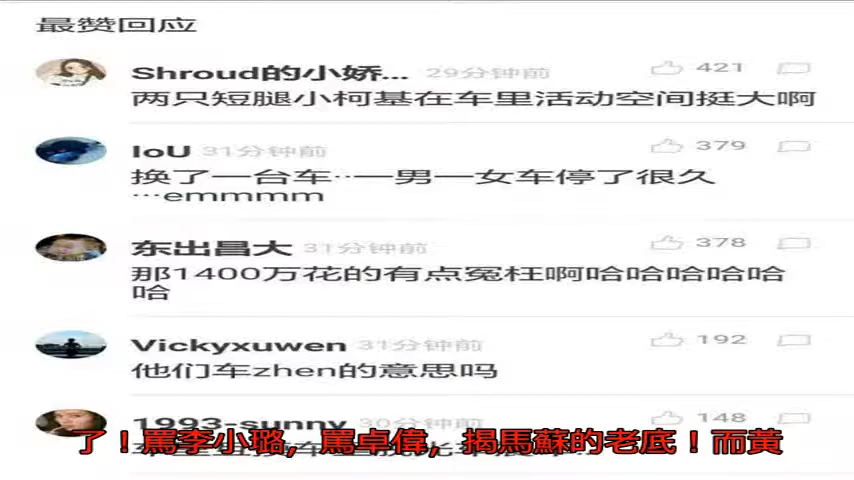 最赞回应
Shroud的小娇... 29分钟前 421
两只短腿小柯基在车里活动空间挺大啊
IoU 31分钟前 379
换了一台车··一男一女车停了很久
···emmmm
东出昌大 31分钟前 378
那1400万花的有点冤枉啊哈哈哈哈哈
哈
Vickyxuwen 31分钟前 192
他们车zhen的意思吗
1993-sunny 30分钟前 148
了！罵李小璐，罵卓偉，揭馬蘇的老底！而黃